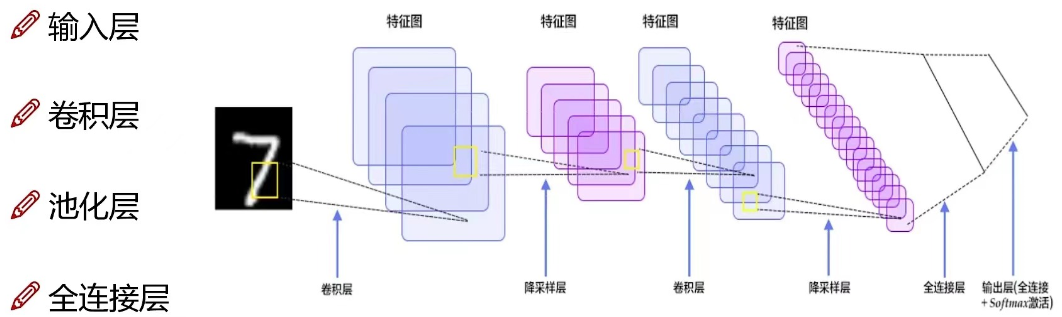 输入层
卷积层
池化层
全连接层
特征图
特征图
特征图
特征图
7
卷积层
降采样层
卷积层
降采样层
全连接层
输出层(全连接
+ Softmax激活)